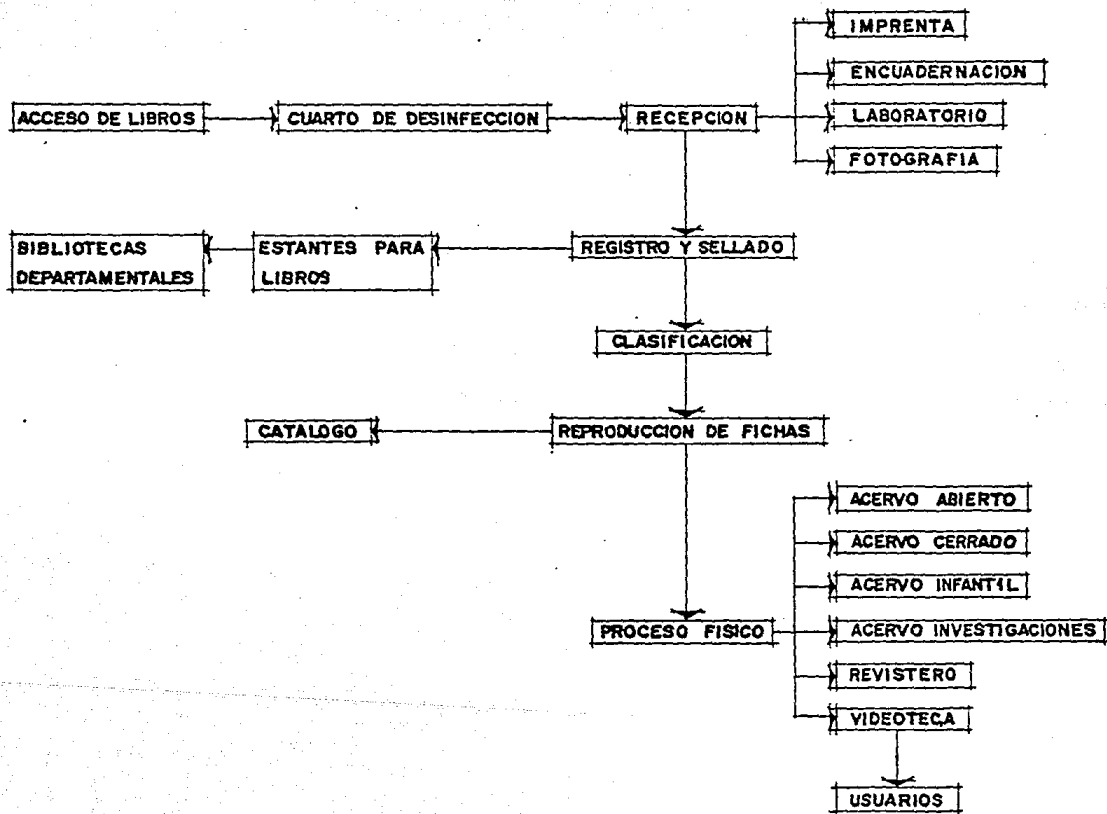 IMPRENTA
ENCUADERNACION
ACCESO DE LIBROS
CUARTO DE DESINFECCION
RECEPCION
LABORATORIO
FOTOGRAFIA
BIBLIOTECAS
DEPARTAMENTALES
ESTANTES PARA
LIBROS
REGISTRO Y SELLADO
CLASIFICACION
CATALOGO
REPRODUCCION DE FICHAS
ACERVO ABIERTO
ACERVO CERRADO
ACERVO INFANTIL
PROCESO FISICO
ACERVO INVESTIGACIONES
REVISTERO
VIDEOTECA
USUARIOS